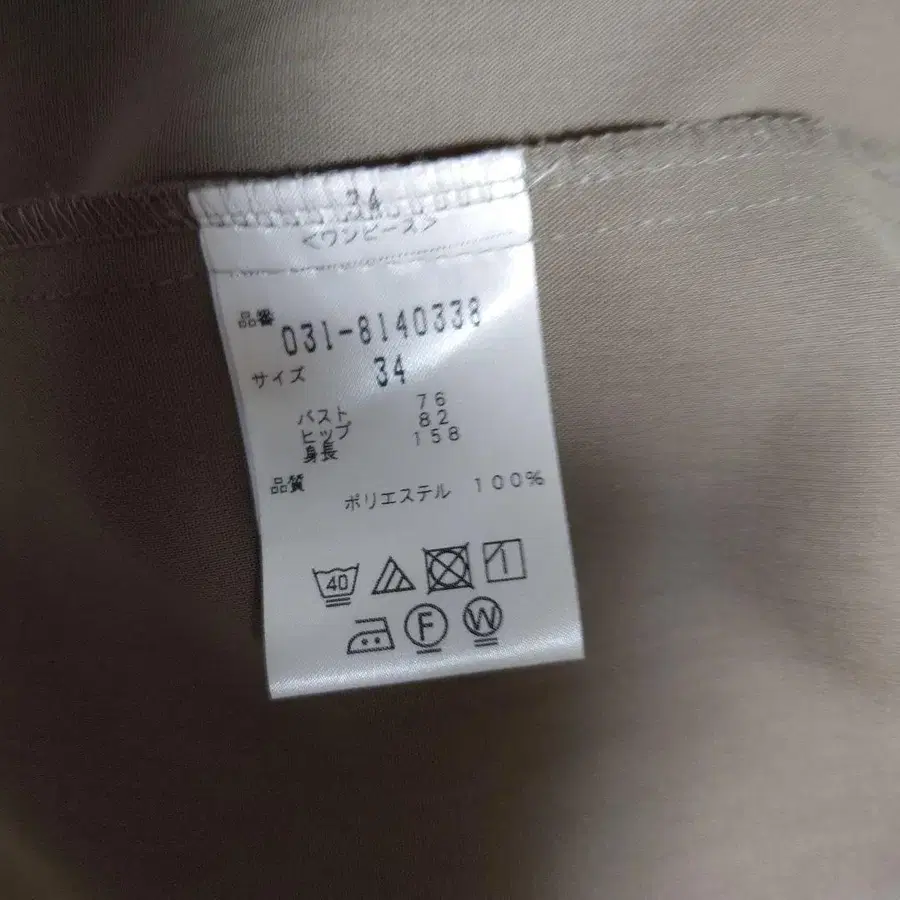 34
<ワンピース>
品番 031-8140338
サイズ 34
バスト 76
ヒップ 82
身長 158
品質
ポリエステル 100%
40
F W